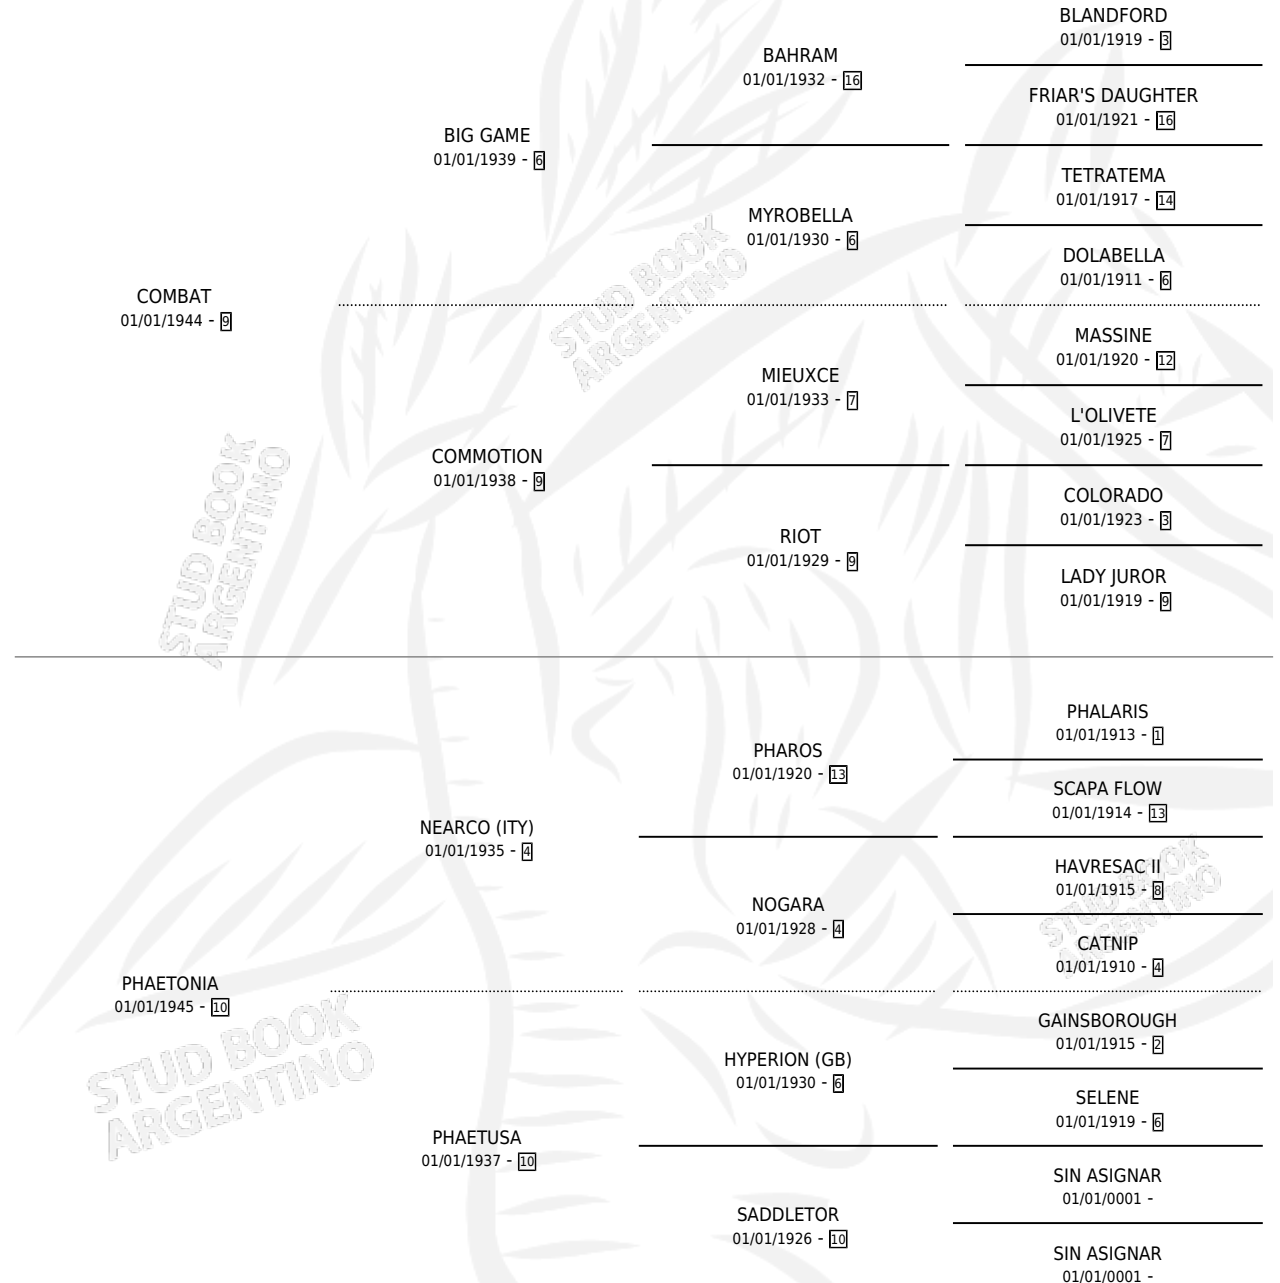 BLANDFORD
01/01/1919 - 3
BAHRAM
01/01/1932 - 16
FRIAR'S DAUGHTER
01/01/1921 - 16
BIG GAME
01/01/1939 - 6
TETRATEMA
01/01/1917 - 14
MYROBELLA
01/01/1930 - 6
DOLABELLA
01/01/1911 - 6
COMBAT
01/01/1944 - 9
MASSINE
01/01/1920 - 12
MIEUXCE
01/01/1933 - 7
L'OLIVETE
01/01/1925 - 7
COMMOTION
01/01/1938 - 9
COLORADO
01/01/1923 - 3
RIOT
01/01/1929 - 9
LADY JUROR
01/01/1919 - 9
STUD BOOK
ARGENTINO
STUD BOOK
ARGENTINO
PHALARIS
01/01/1913 - 1
PHAROS
01/01/1920 - 13
SCAPA FLOW
01/01/1914 - 13
NEARCO (ITY)
01/01/1935 - 4
HAVRESAC II
01/01/1915 - 8
NOGARA
01/01/1928 - 4
CATNIP
01/01/1910 - 4
STUD BOOK
ARGENTINO
PHAETONIA
01/01/1945 - 10
GAINSBOROUGH
01/01/1915 - 2
HYPERION (GB)
01/01/1930 - 6
SELENE
01/01/1919 - 6
STUD BOOK
ARGENTINO
PHAETUSA
01/01/1937 - 10
SIN ASIGNAR
01/01/0001 -
SADDLETOR
01/01/1926 - 10
SIN ASIGNAR
01/01/0001 -